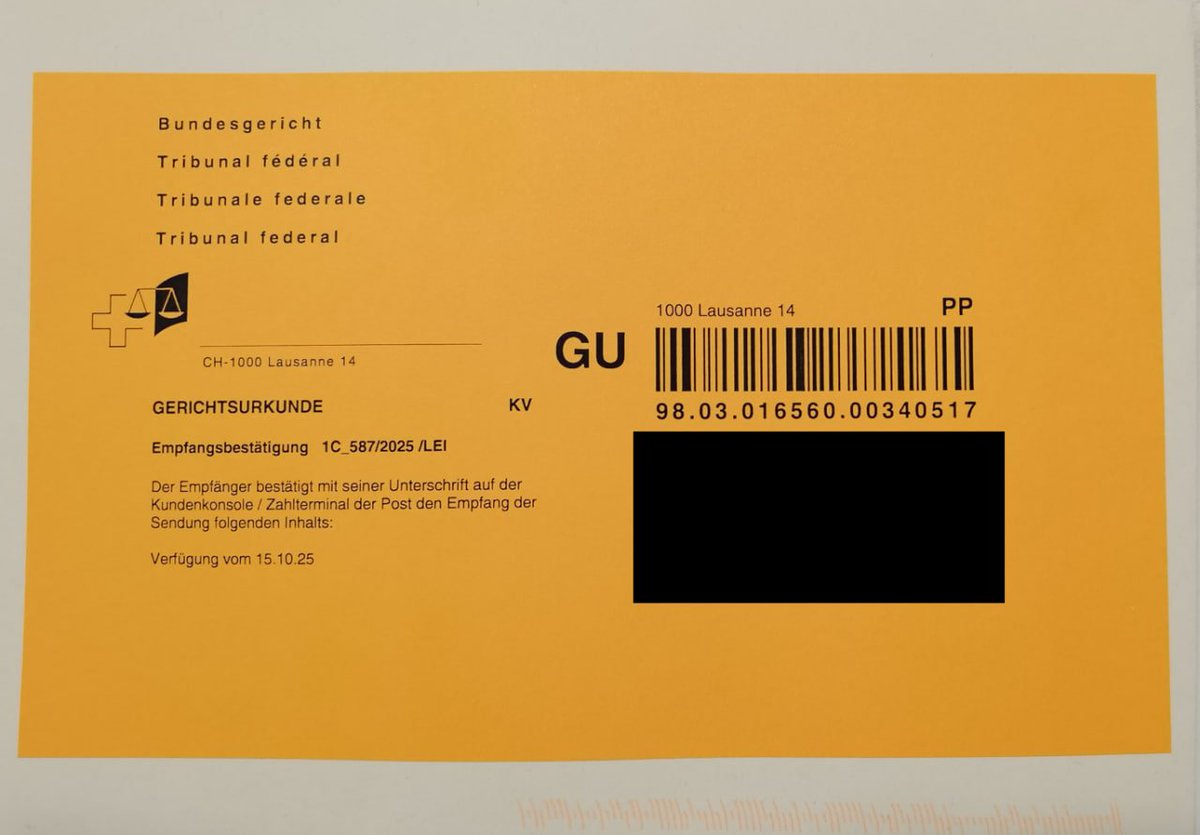 Bundesgericht
Tribunal fédéral
Tribunale federale
Tribunal federal
CH-1000 Lausanne 14
GERICHTSURKUNDE KV
Empfangsbestätigung 1C_587/2025 /LEI
Der Empfänger bestätigt mit seiner Unterschrift auf der
Kundenkonsole / Zahlterminal der Post den Empfang der
Sendung folgenden Inhalts:
Verfügung vom 15.10.25
1000 Lausanne 14 PP
GU
98.03.016560.00340517